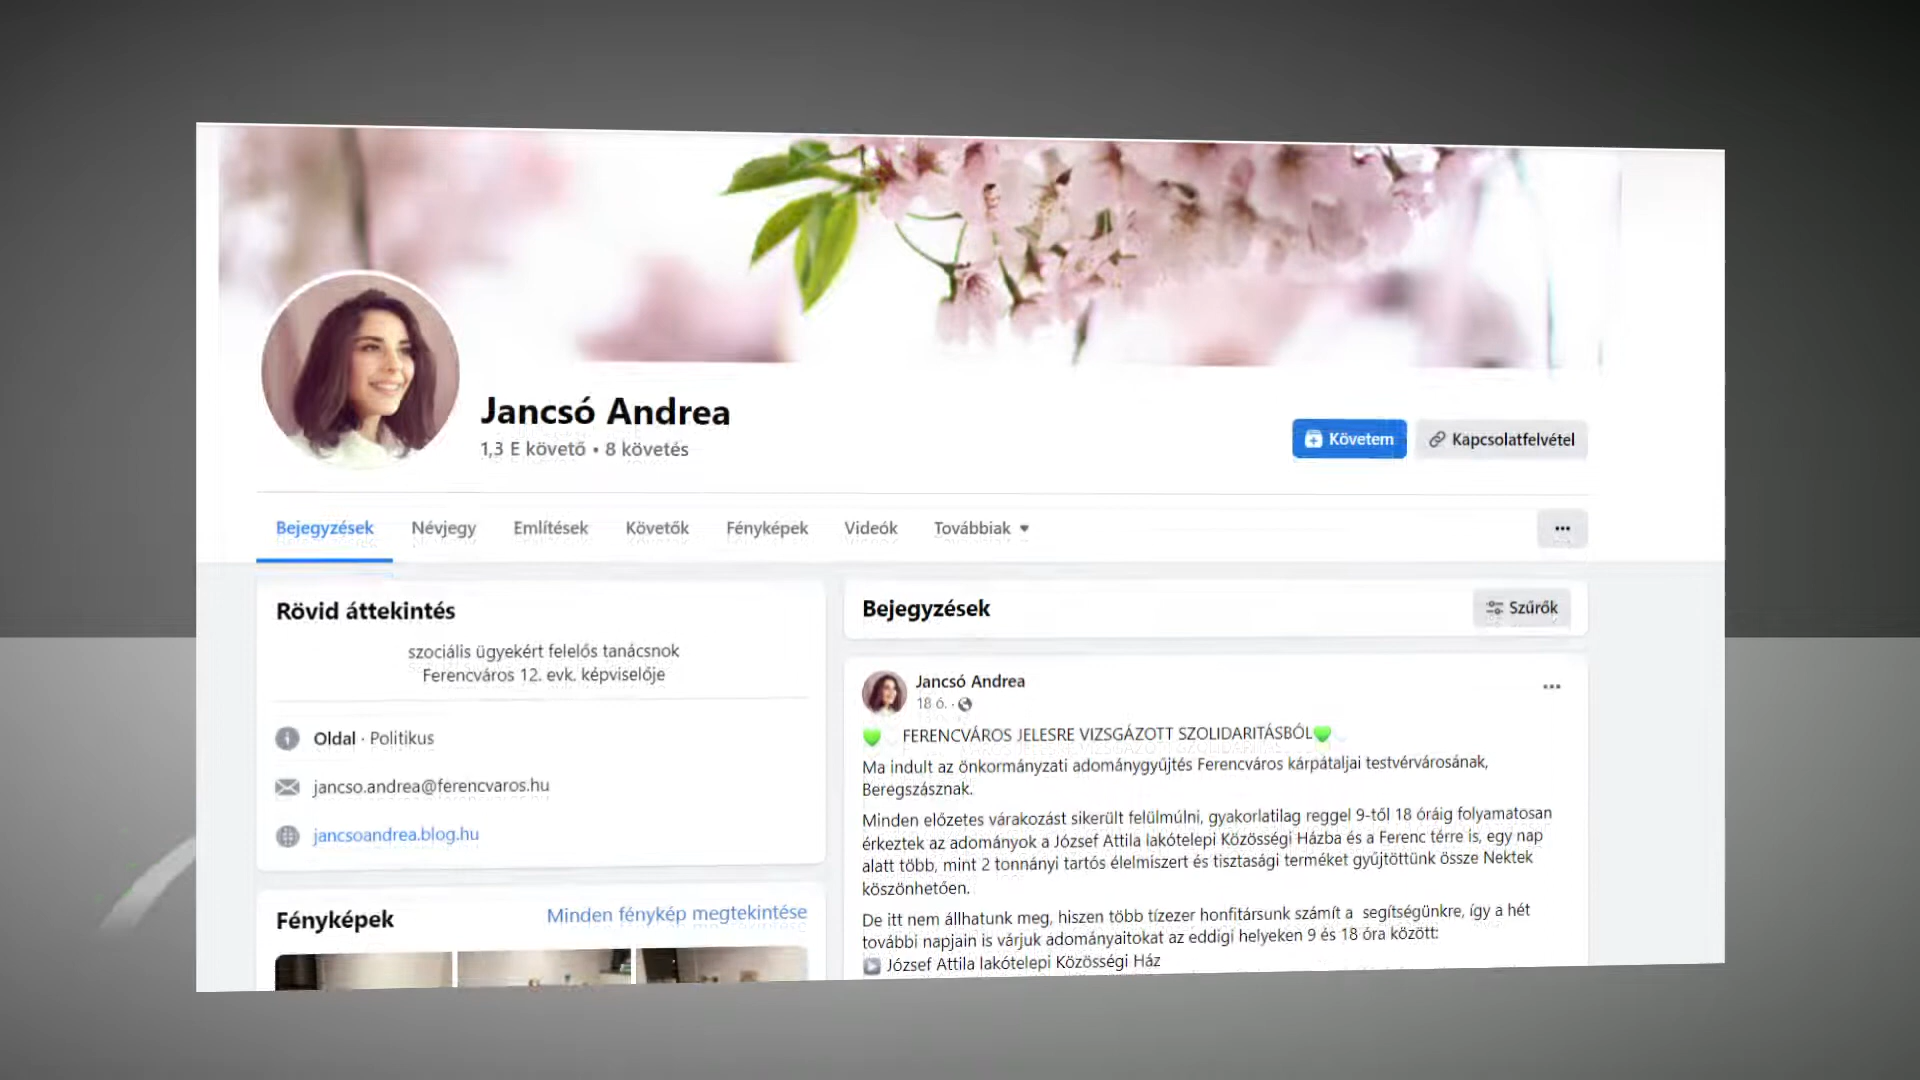 Jancsó Andrea
1,3 E követő • 8 követés
Követem
Kapcsolatfelvétel
Bejegyzések
Névjegy
Említések
Követők
Fényképek
Videók
Továbbiak
Rövid áttekintés
szociális ügyekért felelős tanácsnok
Ferencváros 12. evk. képviselője
Oldal · Politikus
jancso.andrea@ferencvaros.hu
jancsoandrea.blog.hu
Fényképek
Minden fénykép megtekintése
Bejegyzések
Szűrők
Jancsó Andrea
18 ó. ·
FERENCVÁROS JELESRE VIZSGÁZOTT SZOLIDARITÁSBÓL
Ma indult az önkormányzati adománygyűjtés Ferencváros kárpátaljai testvérvárosának,
Beregszásznak.
Minden előzetes várakozást sikerült felülmúlni, gyakorlatilag reggel 9-től 18 óráig folyamatosan
érkeztek az adományok a József Attila lakótelepi Közösségi Házba és a Ferenc térre is, egy nap
alatt több, mint 2 tonnányi tartós élelmiszert és tisztasági terméket gyűjtöttünk össze Nektek
köszönhetően.
De itt nem állhatunk meg, hiszen több tízezer honfitársunk számít a segítségünkre, így a hét
további napjain is várjuk adományaitokat az eddigi helyeken 9 és 18 óra között:
József Attila lakótelepi Közösségi Ház